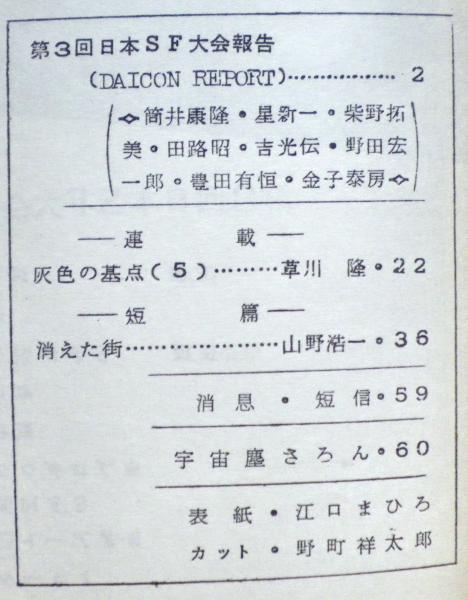 第3回日本SF大会報告
(DAICON REPORT)………………… 2
筒井康隆・星新一・柴野拓
美・田路昭・吉光伝・野田宏
一郎・豊田有恒・金子泰房
──連　載──
灰色の基点(5)………草川 隆・22
──短　篇──
消えた街…………………山野浩一・36
消息・短信・59
宇宙塵さろん・60
表紙・江口まひろ
カット・野町祥太郎